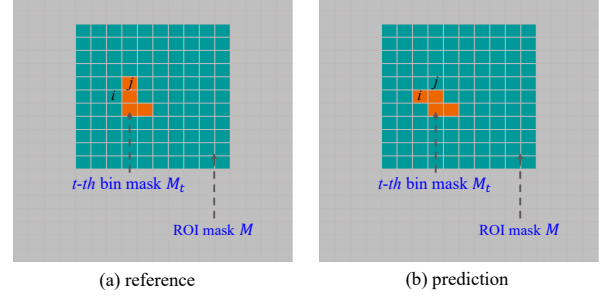 j
i
t-th bin mask Mₜ
ROI mask M
(a) reference
j
i
t-th bin mask Mₜ
ROI mask M
(b) prediction